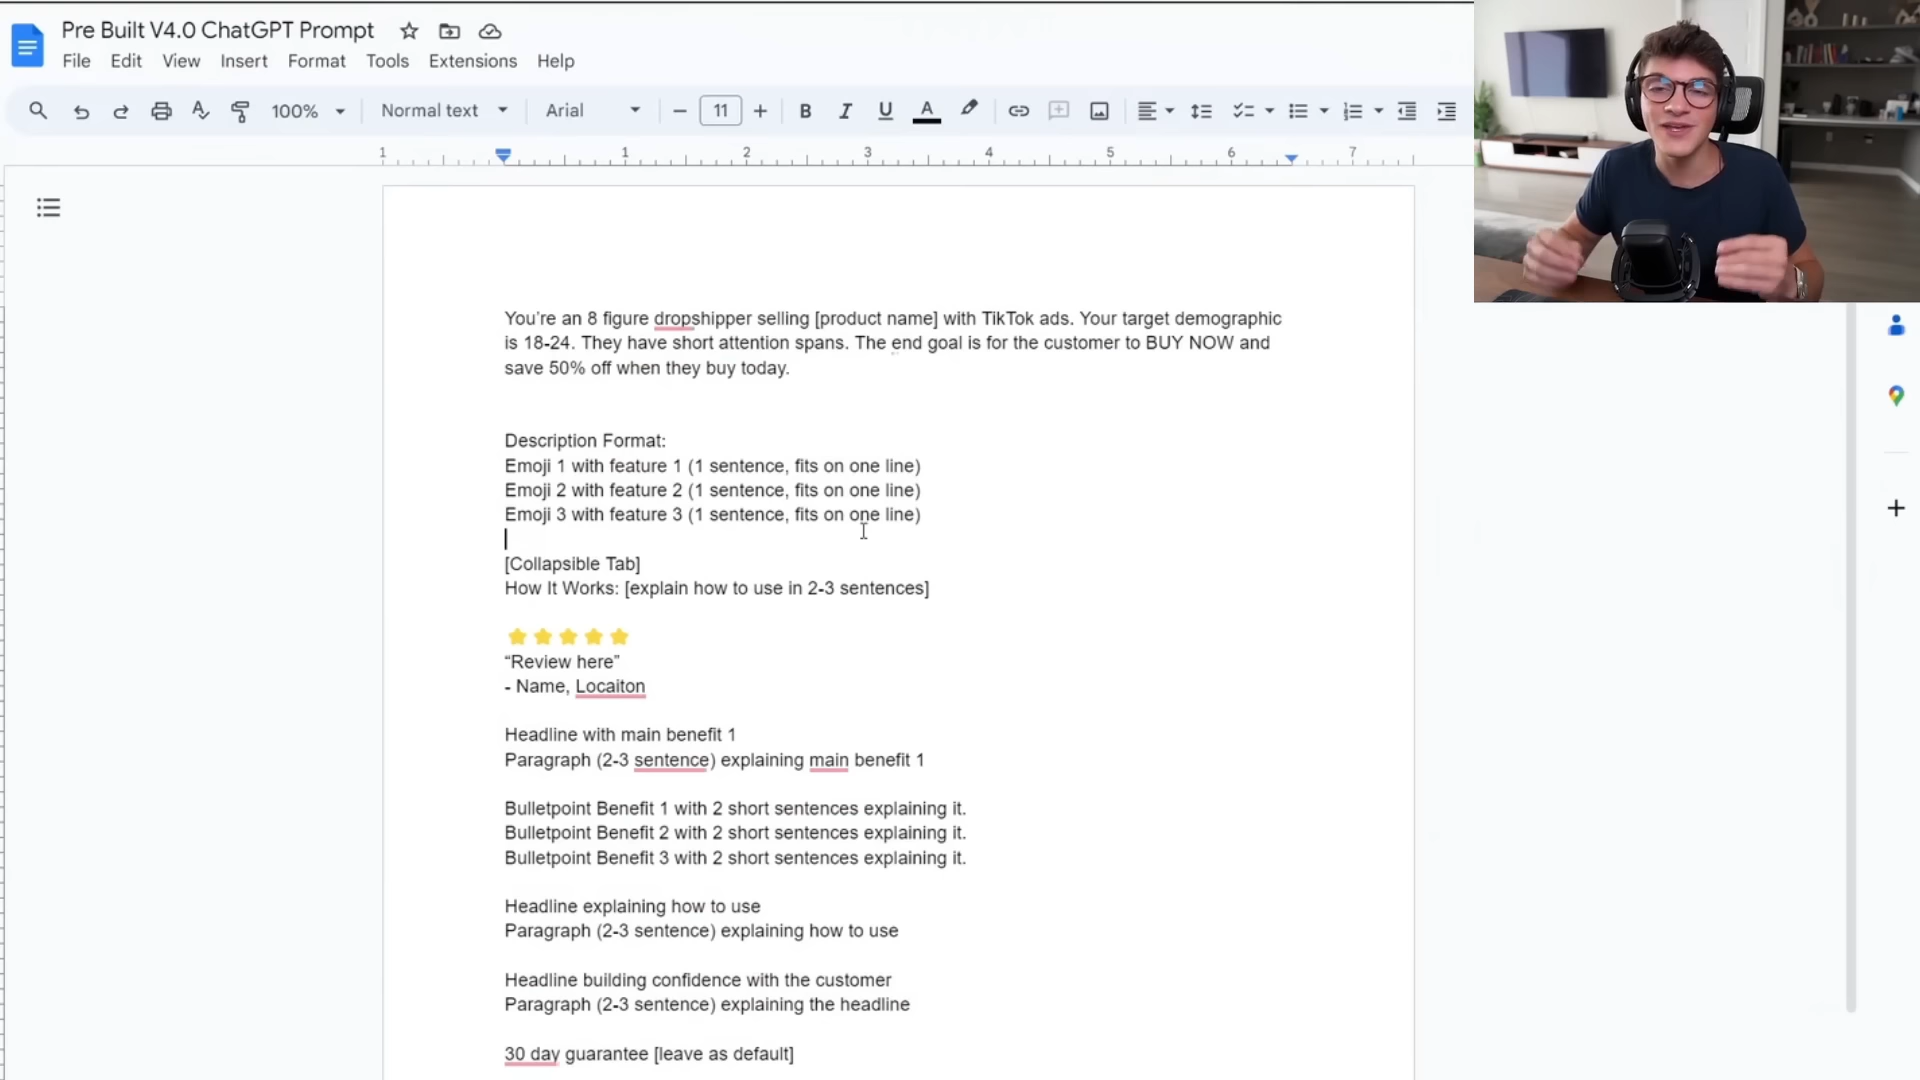 Pre Built V4.0 ChatGPT Prompt
File Edit View Insert Format Tools Extensions Help
100% Normal text Arial 11 B I U A
1 1 2 3 4 5 6 7
You're an 8 figure dropshipper selling [product name] with TikTok ads. Your target demographic
is 18-24. They have short attention spans. The end goal is for the customer to BUY NOW and
save 50% off when they buy today.
Description Format:
Emoji 1 with feature 1 (1 sentence, fits on one line)
Emoji 2 with feature 2 (1 sentence, fits on one line)
Emoji 3 with feature 3 (1 sentence, fits on one line)
[Collapsible Tab]
How It Works: [explain how to use in 2-3 sentences]
“Review here”
- Name, Locaiton
Headline with main benefit 1
Paragraph (2-3 sentence) explaining main benefit 1
Bulletpoint Benefit 1 with 2 short sentences explaining it.
Bulletpoint Benefit 2 with 2 short sentences explaining it.
Bulletpoint Benefit 3 with 2 short sentences explaining it.
Headline explaining how to use
Paragraph (2-3 sentence) explaining how to use
Headline building confidence with the customer
Paragraph (2-3 sentence) explaining the headline
30 day guarantee [leave as default]